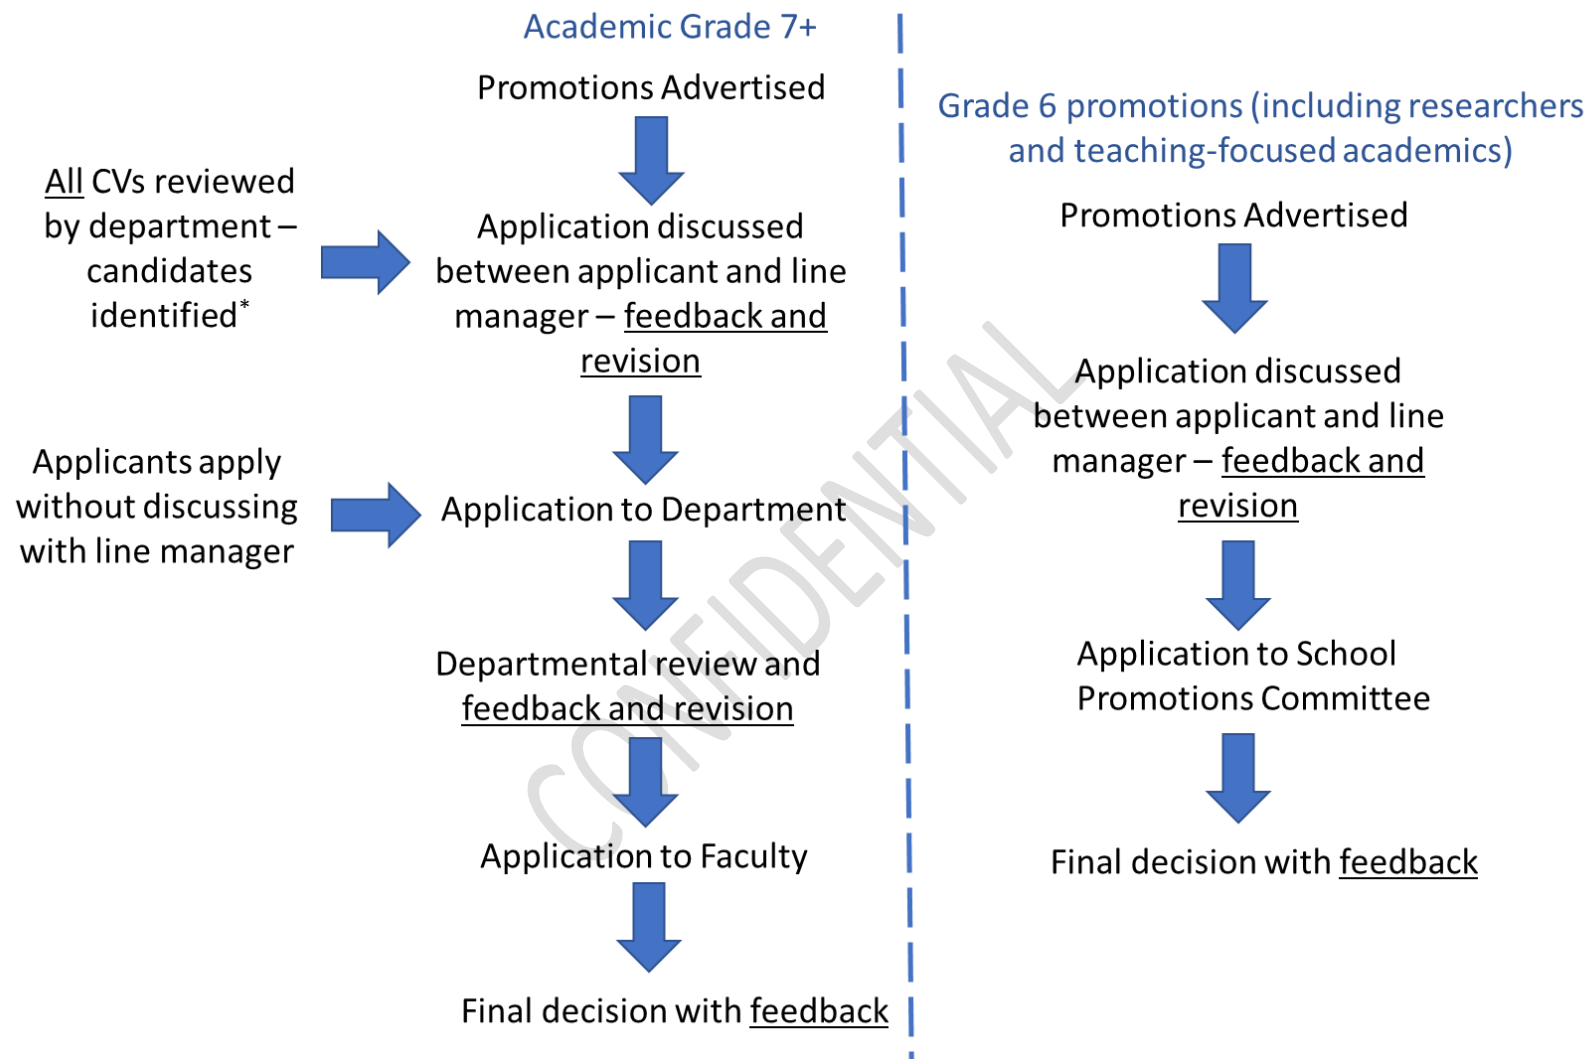 Academic Grade 7+
Promotions Advertised
All CVs reviewed
by department –
candidates
identified*
Application discussed
between applicant and line
manager – feedback and
revision
Applicants apply
without discussing
with line manager
Application to Department
Departmental review and
feedback and revision
Application to Faculty
Final decision with feedback
Grade 6 promotions (including researchers
and teaching-focused academics)
Promotions Advertised
Application discussed
between applicant and line
manager – feedback and
revision
Application to School
Promotions Committee
Final decision with feedback
CONFIDENTIAL